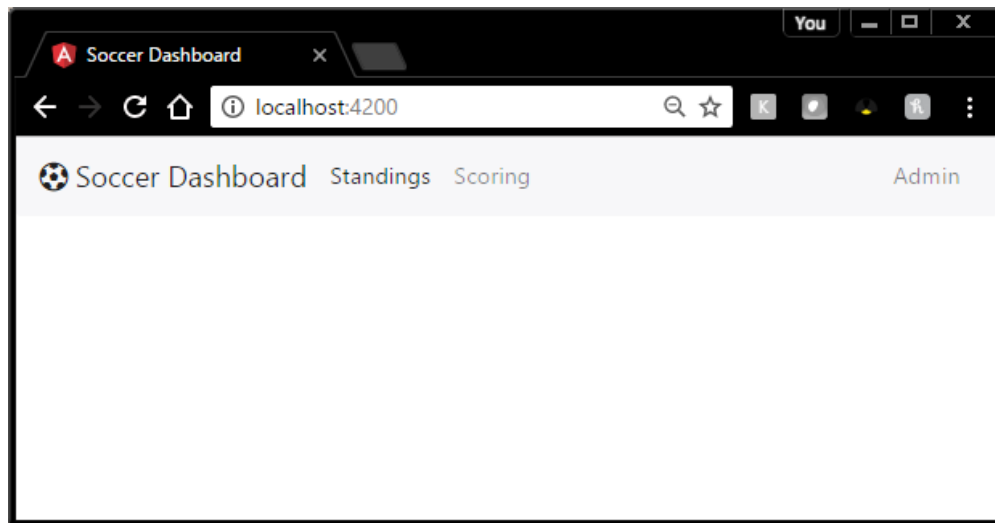 You
Soccer Dashboard
localhost:4200
K
Soccer Dashboard Standings Scoring Admin